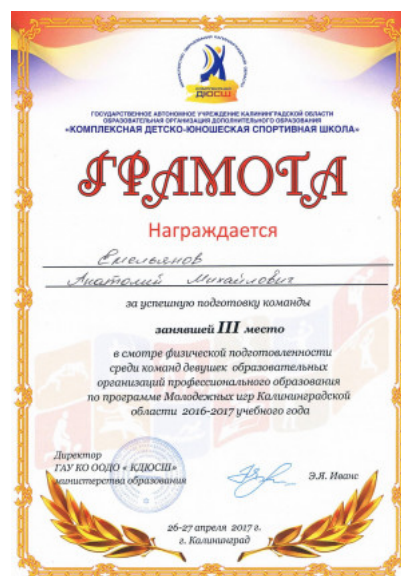 КОМПЛЕКСНАЯ
ДЮСШ
ГОСУДАРСТВЕННОЕ АВТОНОМНОЕ УЧРЕЖДЕНИЕ КАЛИНИНГРАДСКОЙ ОБЛАСТИ
ОБРАЗОВАТЕЛЬНАЯ ОРГАНИЗАЦИЯ ДОПОЛНИТЕЛЬНОГО ОБРАЗОВАНИЯ
«КОМПЛЕКСНАЯ ДЕТСКО-ЮНОШЕСКАЯ СПОРТИВНАЯ ШКОЛА»
ГРАМОТА
Награждается
Емельянов
Анатолий Михайлович
за успешную подготовку команды
занявшей III место
в смотре физической подготовленности
среди команд девушек образовательных
организаций профессионального образования
по программе Молодежных игр Калининградской
области 2016-2017 учебного года
Директор
ГАУ КО ООДО « КДЮСШ»
министерства образования
Э.Я. Иванс
26-27 апреля 2017 г.
г. Калининград